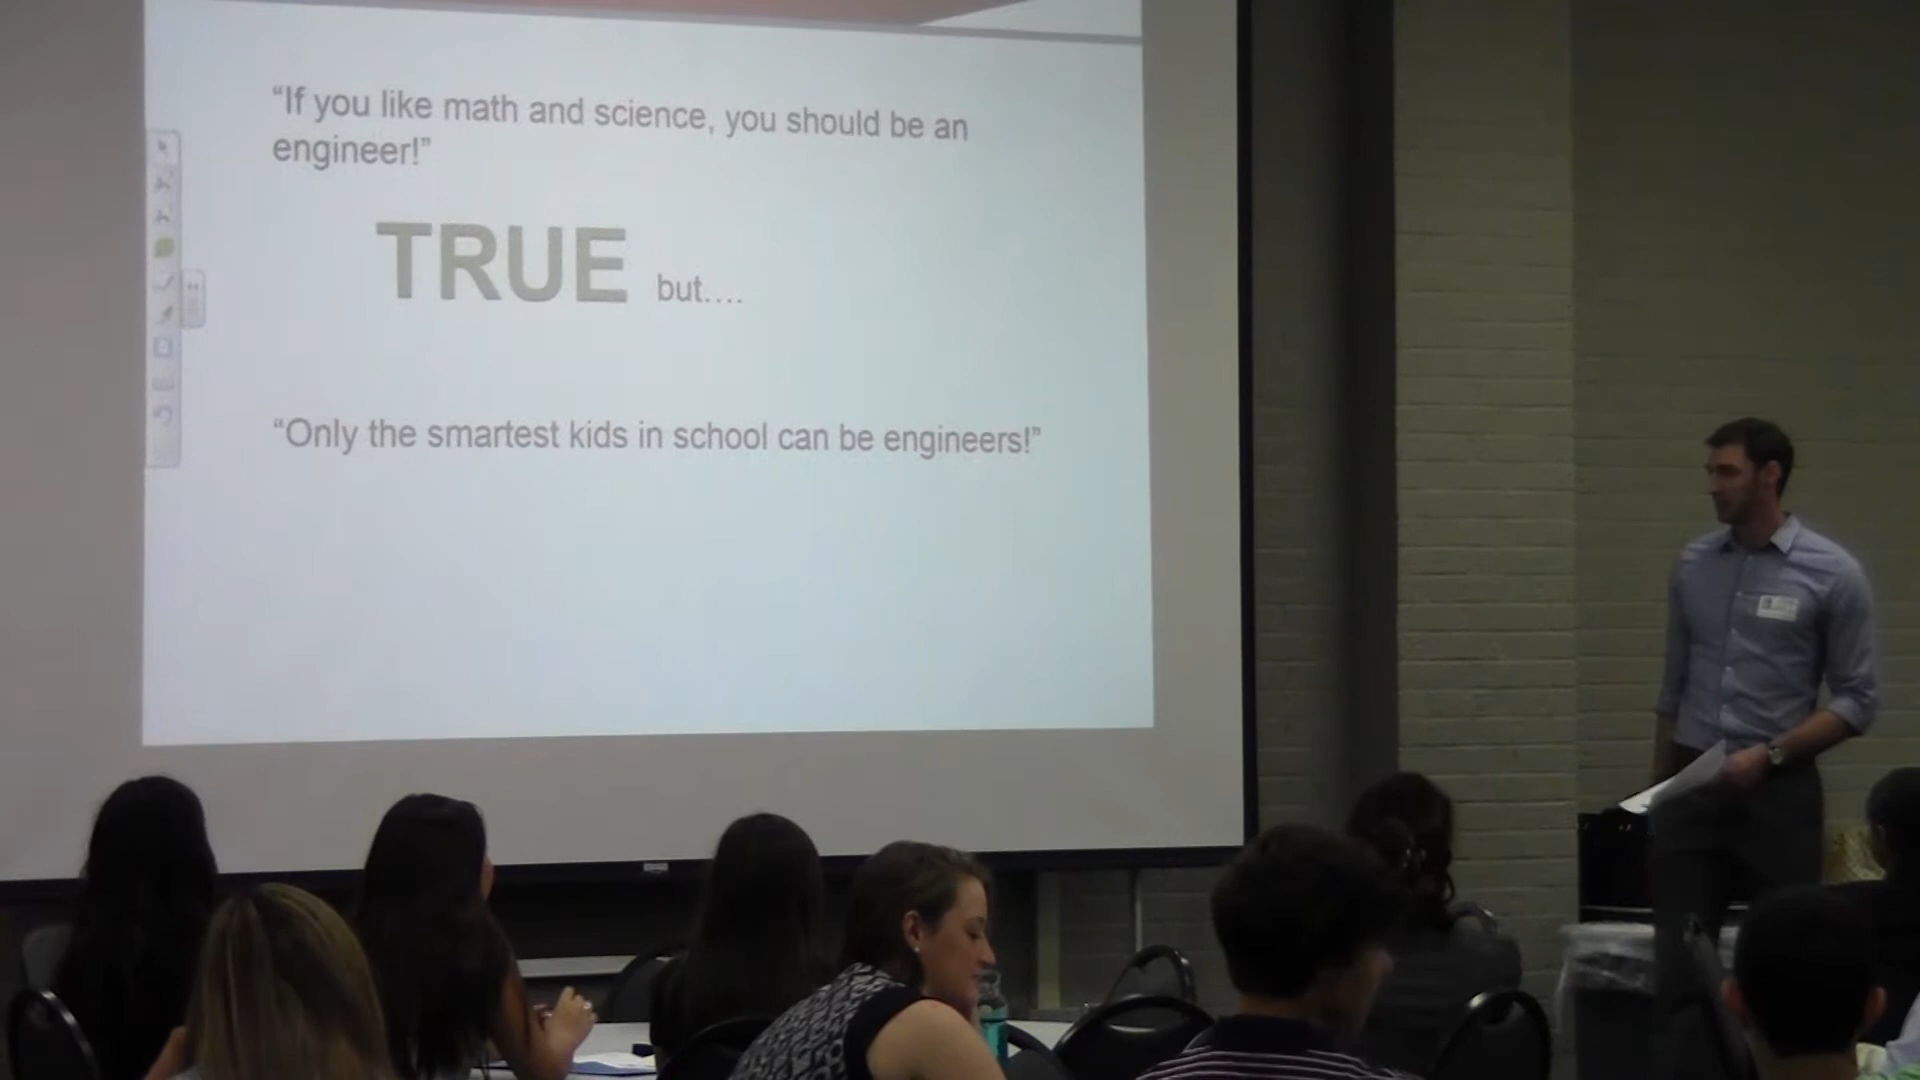 “If you like math and science, you should be an
engineer!”
TRUE but....
“Only the smartest kids in school can be engineers!”